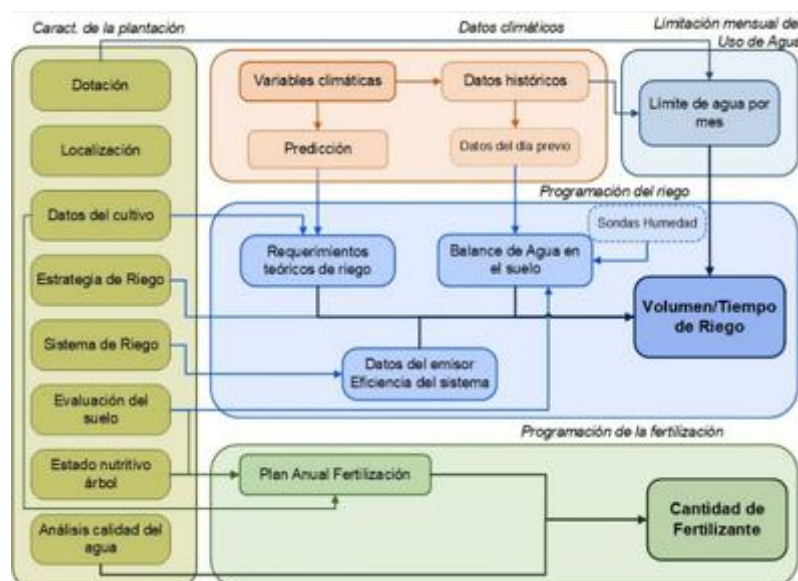 Caract. de la plantación
Datos climáticos
Limitación mensual de
Uso de Agua
Dotación
Localización
Datos del cultivo
Estrategia de Riego
Sistema de Riego
Evaluación del
suelo
Estado nutritivo
árbol
Análisis calidad del
agua
Variables climáticas
Datos históricos
Predicción
Datos del día previo
Límite de agua por
mes
Programación del riego
Sondas Humedad
Requerimientos
teóricos de riego
Balance de Agua en
el suelo
Volumen/Tiempo
de Riego
Datos del emisor
Eficiencia del sistema
Programación de la fertilización
Plan Anual Fertilización
Cantidad de
Fertilizante